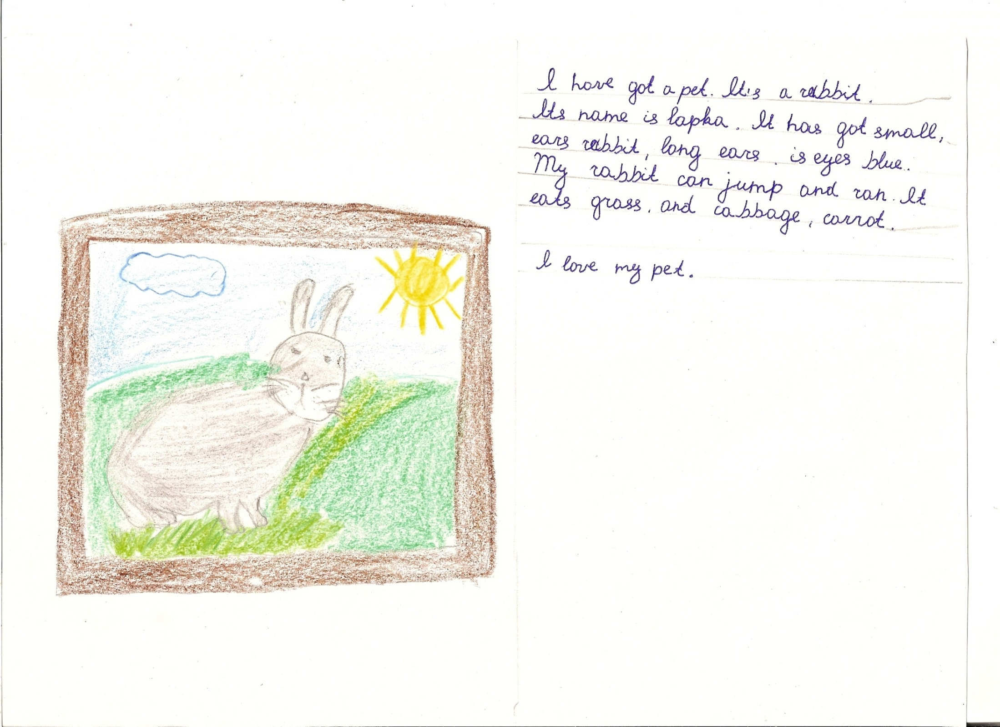 I have got a pet. It's a rabbit.
Its name is lapka. It has got small,
ears rabbit, long ears. is eyes blue.
My rabbit can jump and ran. It
eats grass, and cabbage, carrot.
I love my pet.